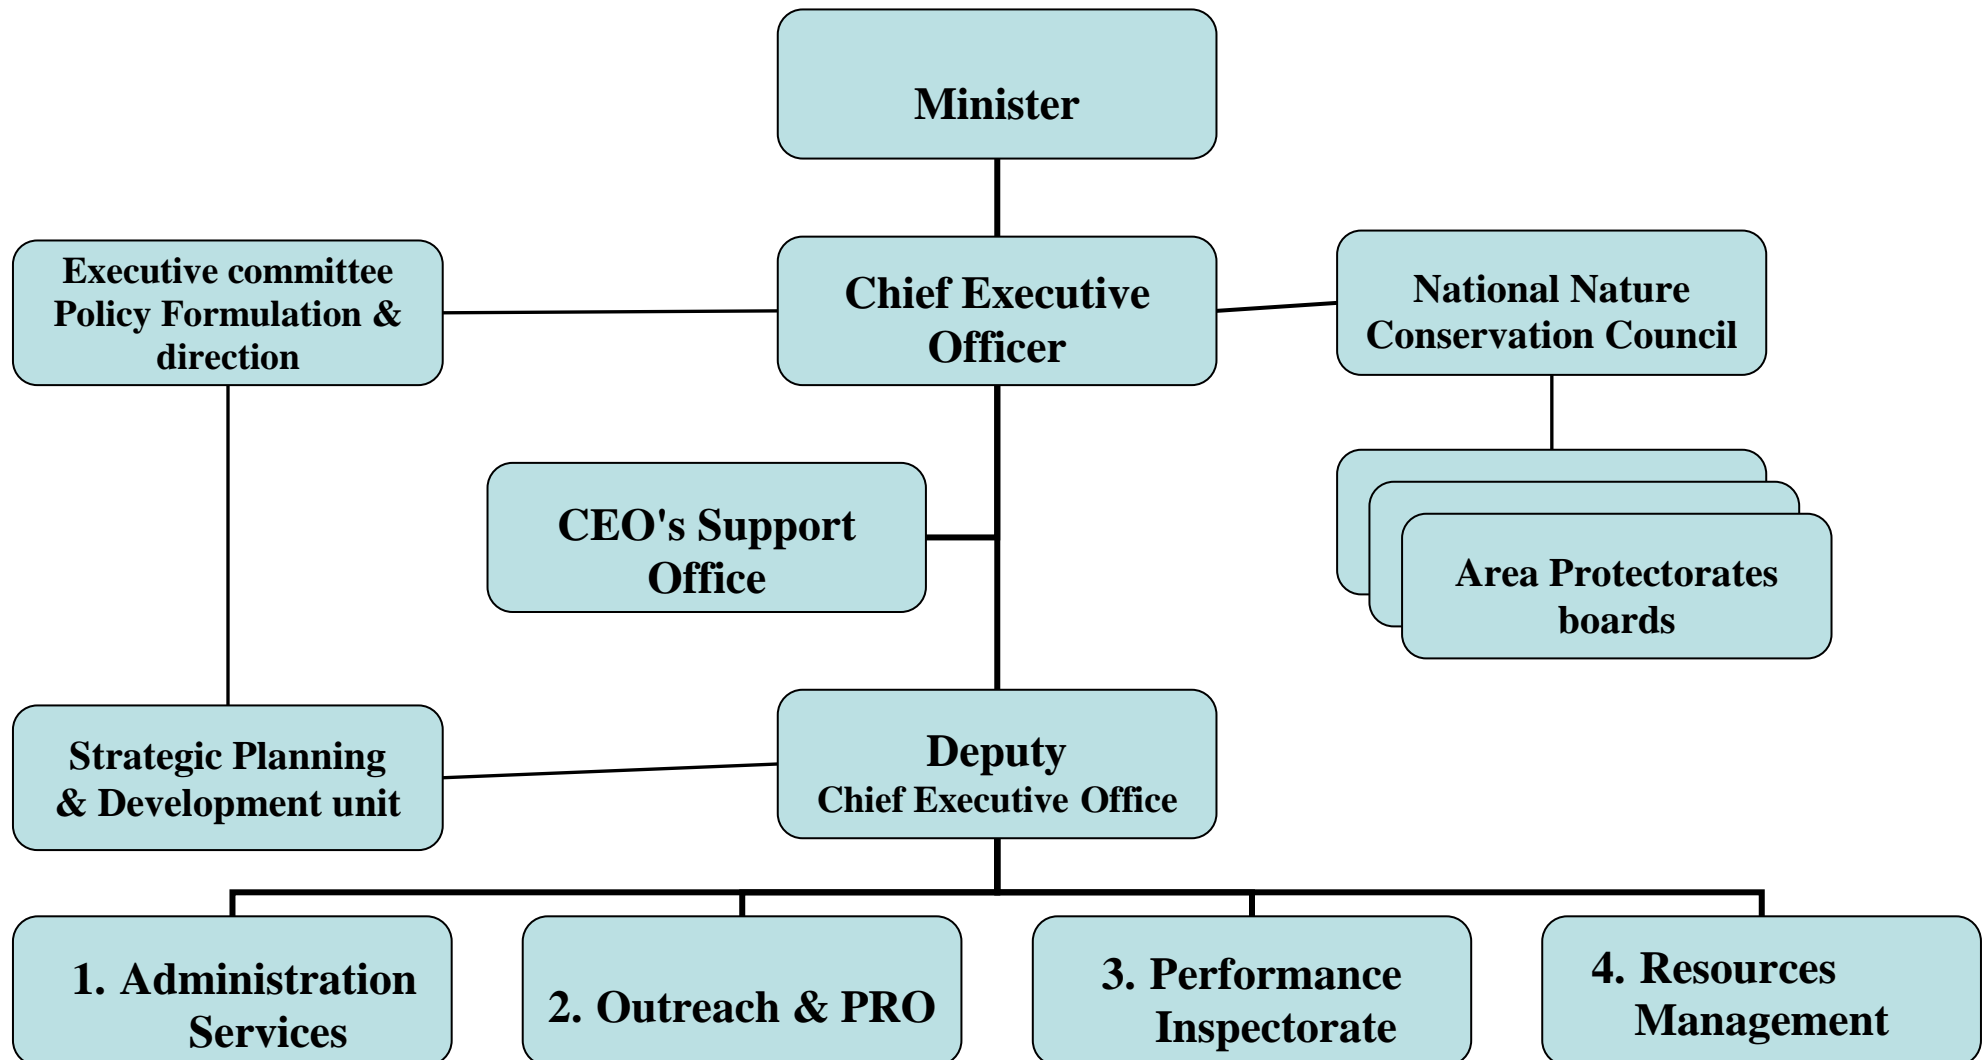 Minister
Executive committee
Policy Formulation &
direction
Chief Executive
Officer
National Nature
Conservation Council
CEO's Support
Office
Area Protectorates
boards
Strategic Planning
& Development unit
Deputy
Chief Executive Office
1. Administration
Services
2. Outreach & PRO
3. Performance
Inspectorate
4. Resources
Management